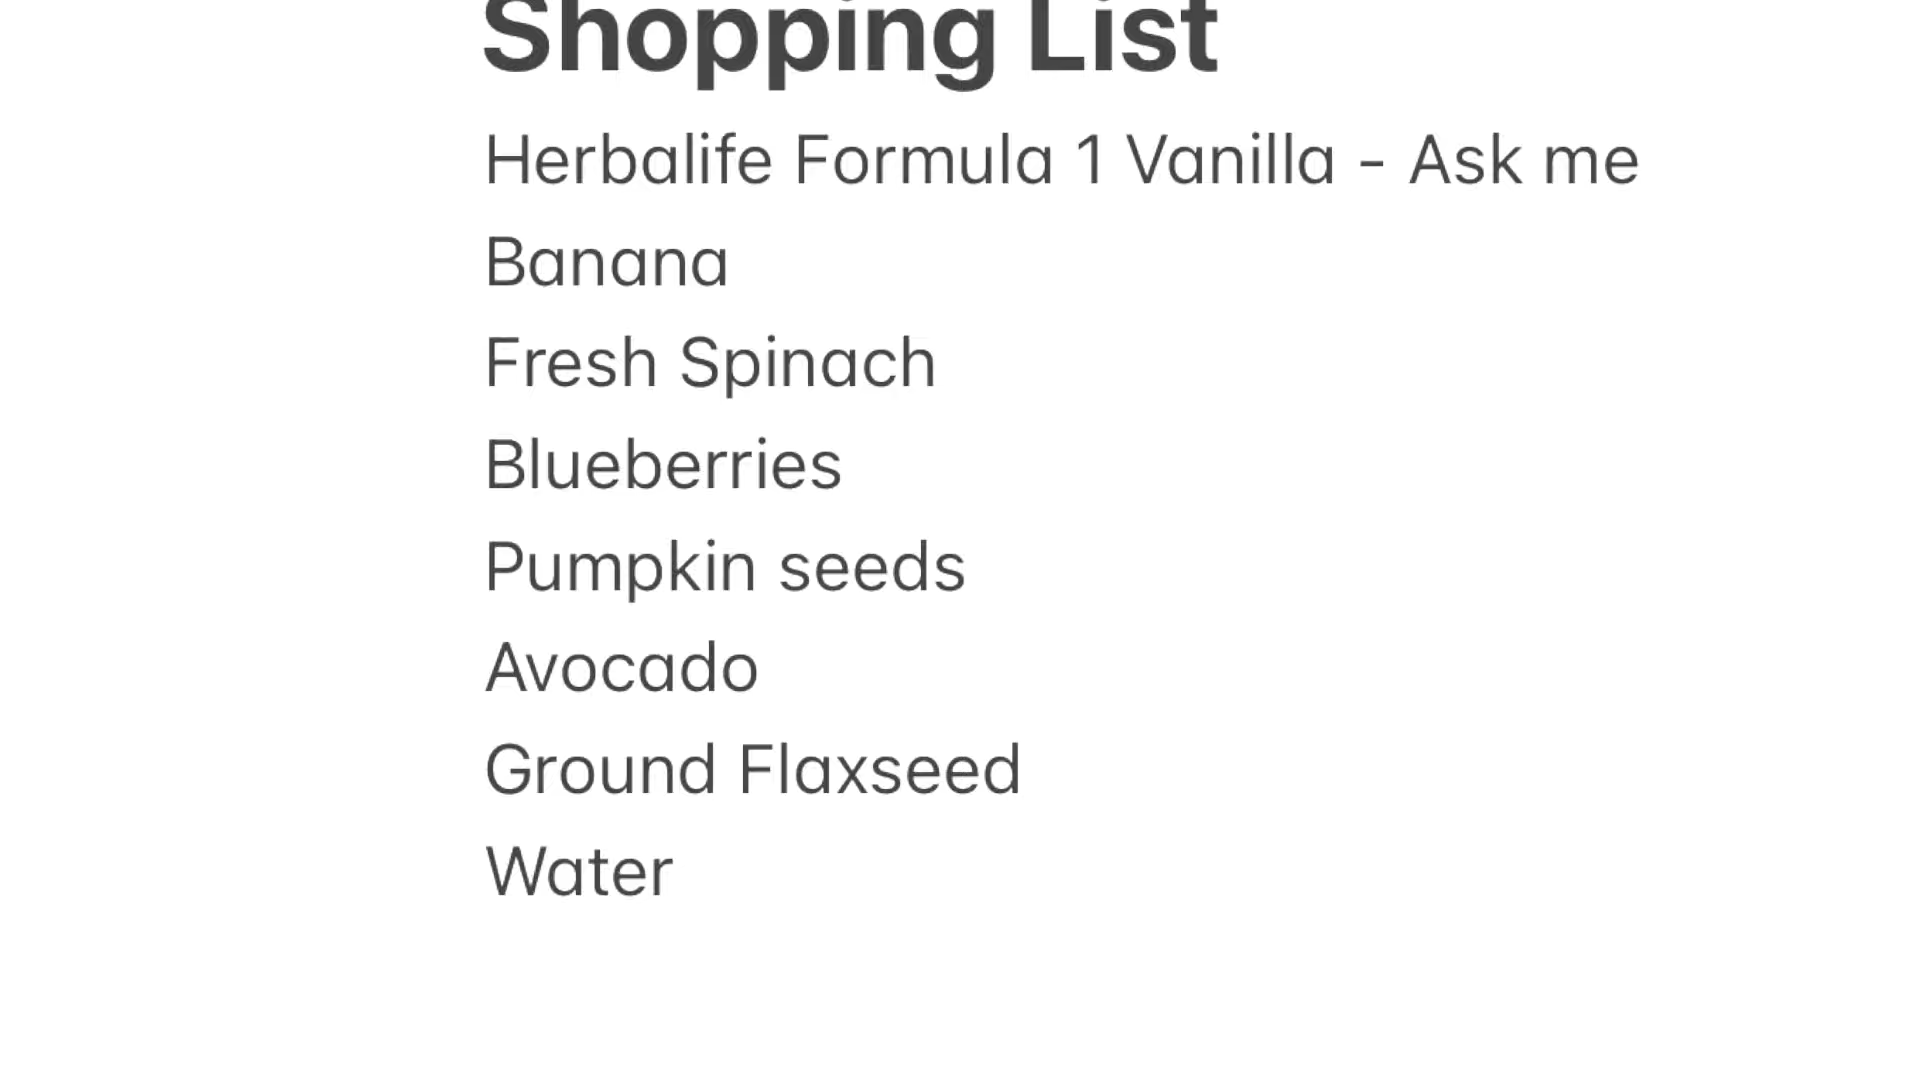 Shopping List
Herbalife Formula 1 Vanilla - Ask me
Banana
Fresh Spinach
Blueberries
Pumpkin seeds
Avocado
Ground Flaxseed
Water